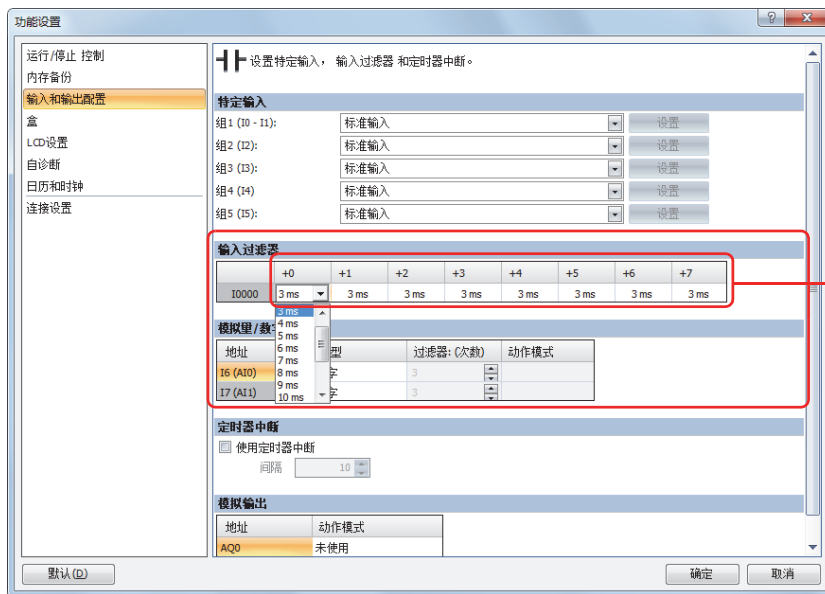 功能设置
运行/停止 控制
内存备份
输入和输出配置
盒
LCD设置
自诊断
日历和时钟
连接设置
设置特定输入， 输入过滤器 和定时器中断。
特定输入
组1 (I0 - I1): 标准输入 设置
组2 (I2): 标准输入 设置
组3 (I3): 标准输入 设置
组4 (I4) 标准输入 设置
组5 (I5): 标准输入 设置
输入过滤器
+0 +1 +2 +3 +4 +5 +6 +7
I0000 3 ms 3 ms 3 ms 3 ms 3 ms 3 ms 3 ms 3 ms
3 ms
4 ms
5 ms
6 ms
7 ms
8 ms
9 ms
10 ms
模拟里/数
地址 型 过滤器: (次数) 动作模式
I6 (AI0) 字 3
I7 (AI1) 字 3
定时器中断
使用定时器中断
间隔 10
模拟输出
地址 动作模式
AQ0 未使用
默认(D) 确定 取消